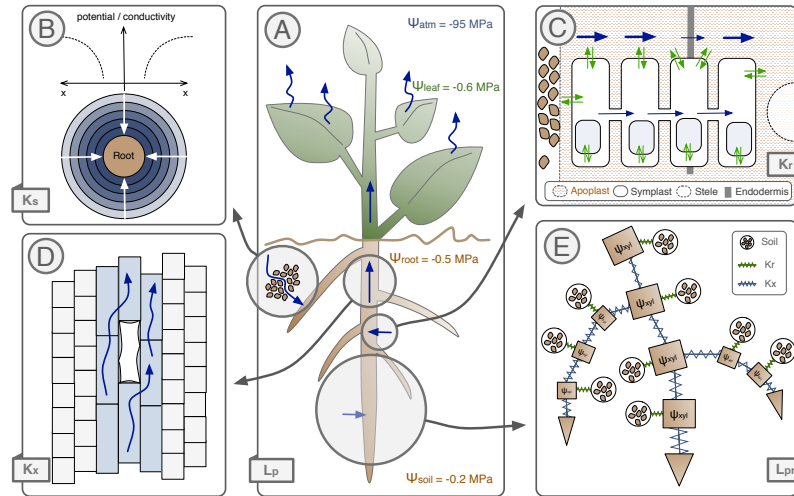 B
potential / conductivity
x
x
Root
Ks
A
Ψatm = -95 MPa
Ψleaf = -0.6 MPa
Ψroot = -0.5 MPa
Ψsoil = -0.2 MPa
Lp
C
Kr
Apoplast
Symplast
Stele
Endodermis
D
Kx
E
Soil
Kr
Kx
Ψxyl
Ψxyl
Ψxyl
Ψxyl
Lpr